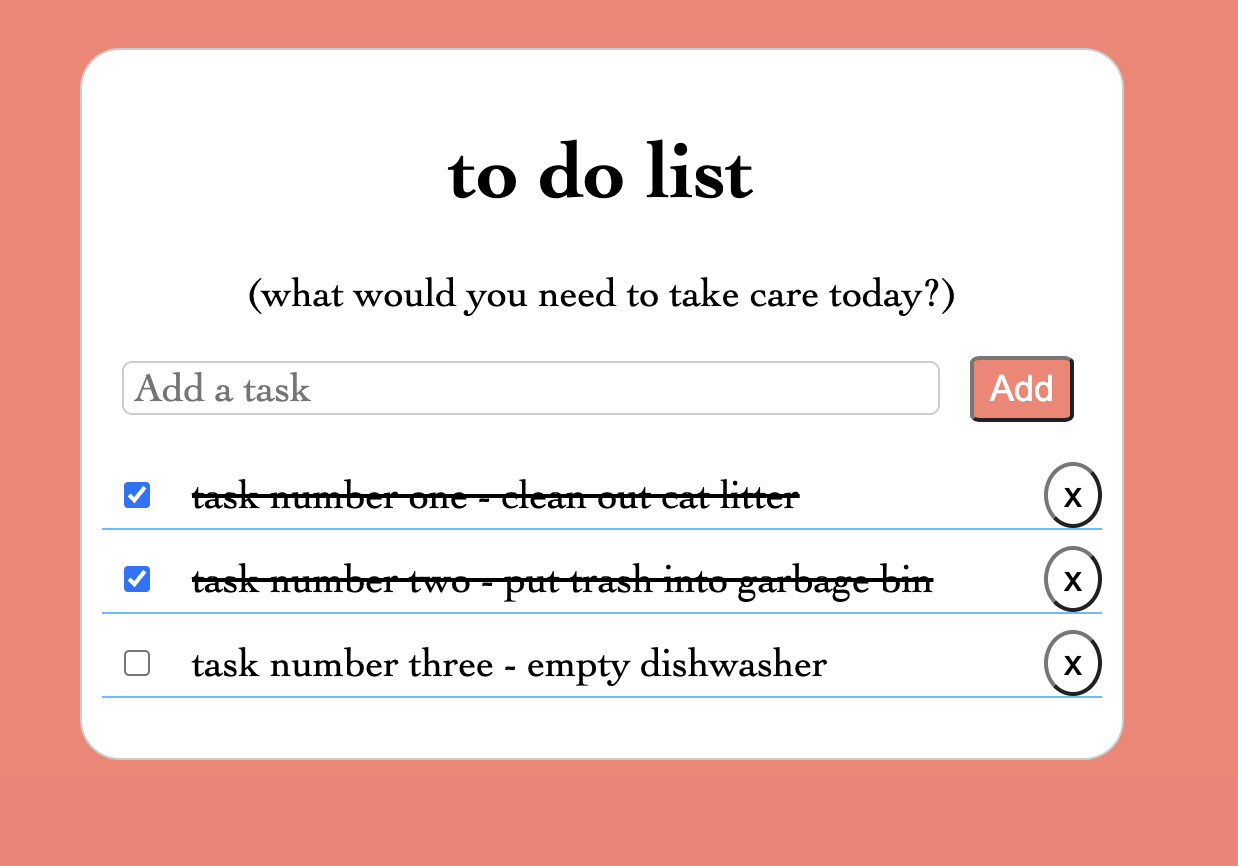 to do list
(what would you need to take care today?)
Add a task Add
task number one - clean out cat litter x
task number two - put trash into garbage bin x
task number three - empty dishwasher x